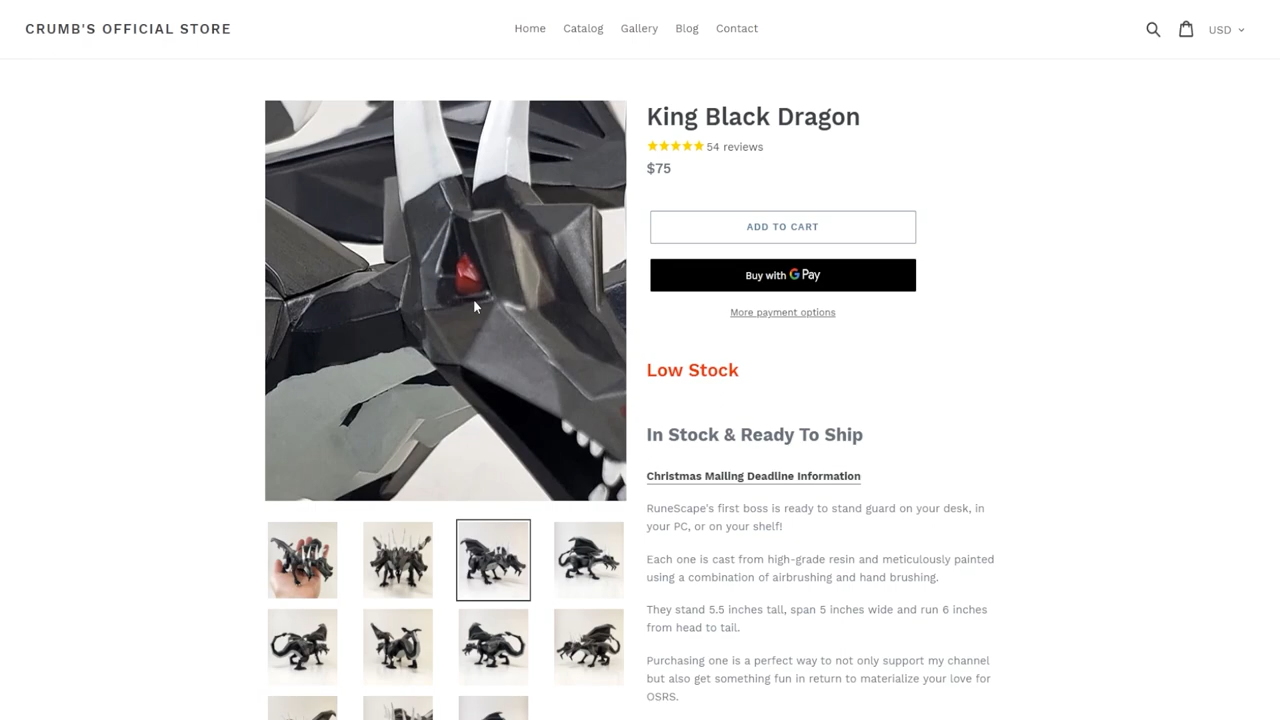 CRUMB'S OFFICIAL STORE
Home Catalog Gallery Blog Contact
USD
King Black Dragon
54 reviews
$75
ADD TO CART
Buy with G Pay
More payment options
Low Stock
In Stock & Ready To Ship
Christmas Mailing Deadline Information
RuneScape's first boss is ready to stand guard on your desk, in
your PC, or on your shelf!
Each one is cast from high-grade resin and meticulously painted
using a combination of airbrushing and hand brushing.
They stand 5.5 inches tall, span 5 inches wide and run 6 inches
from head to tail.
Purchasing one is a perfect way to not only support my channel
but also get something fun in return to materialize your love for
OSRS.